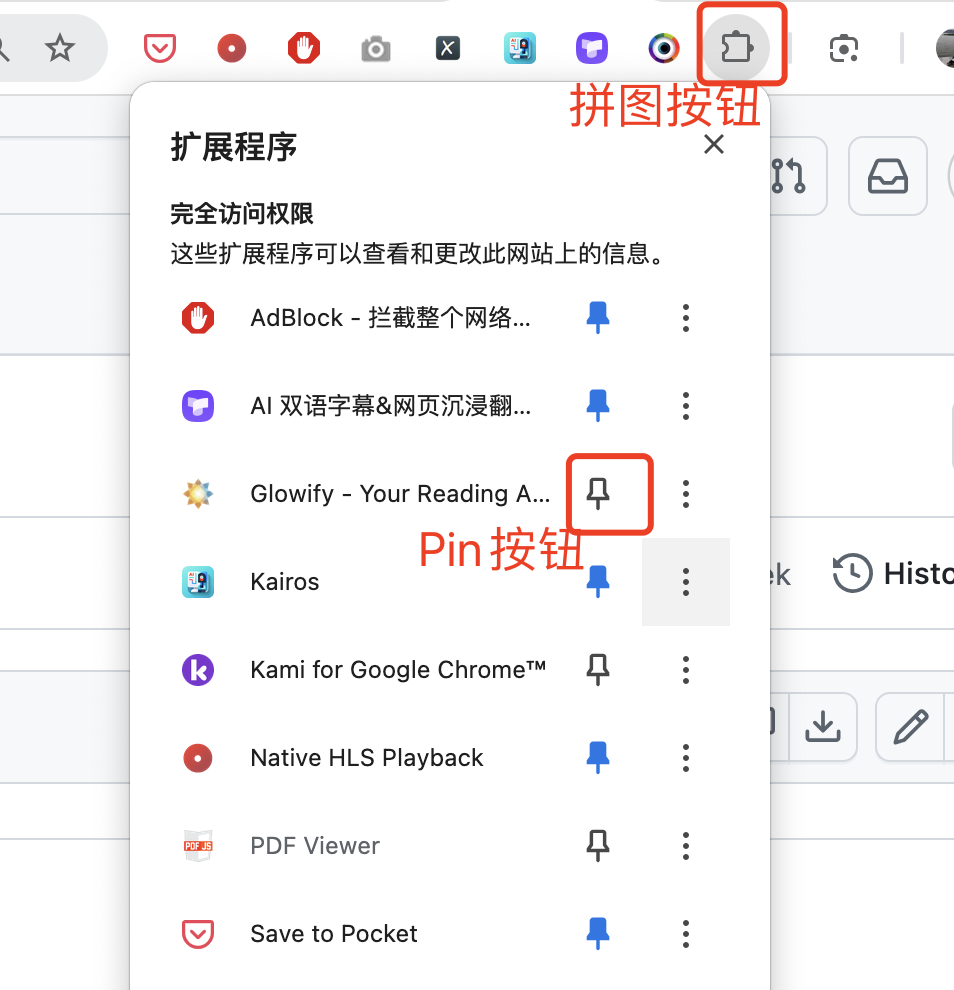 拼图按钮
扩展程序
完全访问权限
这些扩展程序可以查看和更改此网站上的信息。
AdBlock - 拦截整个网络...
AI 双语字幕&网页沉浸翻...
Glowify - Your Reading A...
Pin按钮
Kairos
ek
Histo
Kami for Google Chrome™
Native HLS Playback
PDF JS
PDF Viewer
Save to Pocket